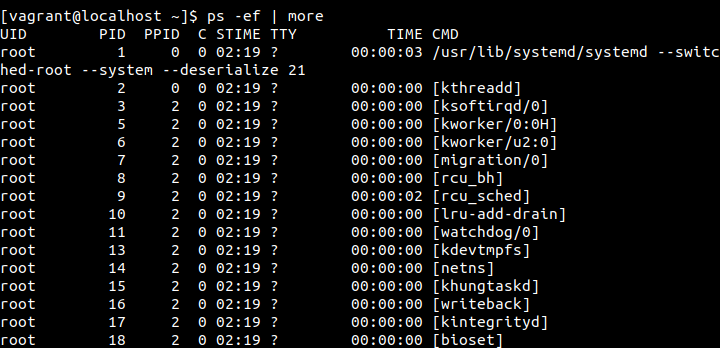 [vagrant@localhost ~]$ ps -ef | more
UID        PID  PPID  C STIME TTY          TIME CMD
root         1     0  0 02:19 ?        00:00:03 /usr/lib/systemd/systemd --switc
hed-root --system --deserialize 21
root         2     0  0 02:19 ?        00:00:00 [kthreadd]
root         3     2  0 02:19 ?        00:00:00 [ksoftirqd/0]
root         5     2  0 02:19 ?        00:00:00 [kworker/0:0H]
root         6     2  0 02:19 ?        00:00:00 [kworker/u2:0]
root         7     2  0 02:19 ?        00:00:00 [migration/0]
root         8     2  0 02:19 ?        00:00:00 [rcu_bh]
root         9     2  0 02:19 ?        00:00:02 [rcu_sched]
root        10     2  0 02:19 ?        00:00:00 [lru-add-drain]
root        11     2  0 02:19 ?        00:00:00 [watchdog/0]
root        13     2  0 02:19 ?        00:00:00 [kdevtmpfs]
root        14     2  0 02:19 ?        00:00:00 [netns]
root        15     2  0 02:19 ?        00:00:00 [khungtaskd]
root        16     2  0 02:19 ?        00:00:00 [writeback]
root        17     2  0 02:19 ?        00:00:00 [kintegrityd]
root        18     2  0 02:19 ?        00:00:00 [bioset]